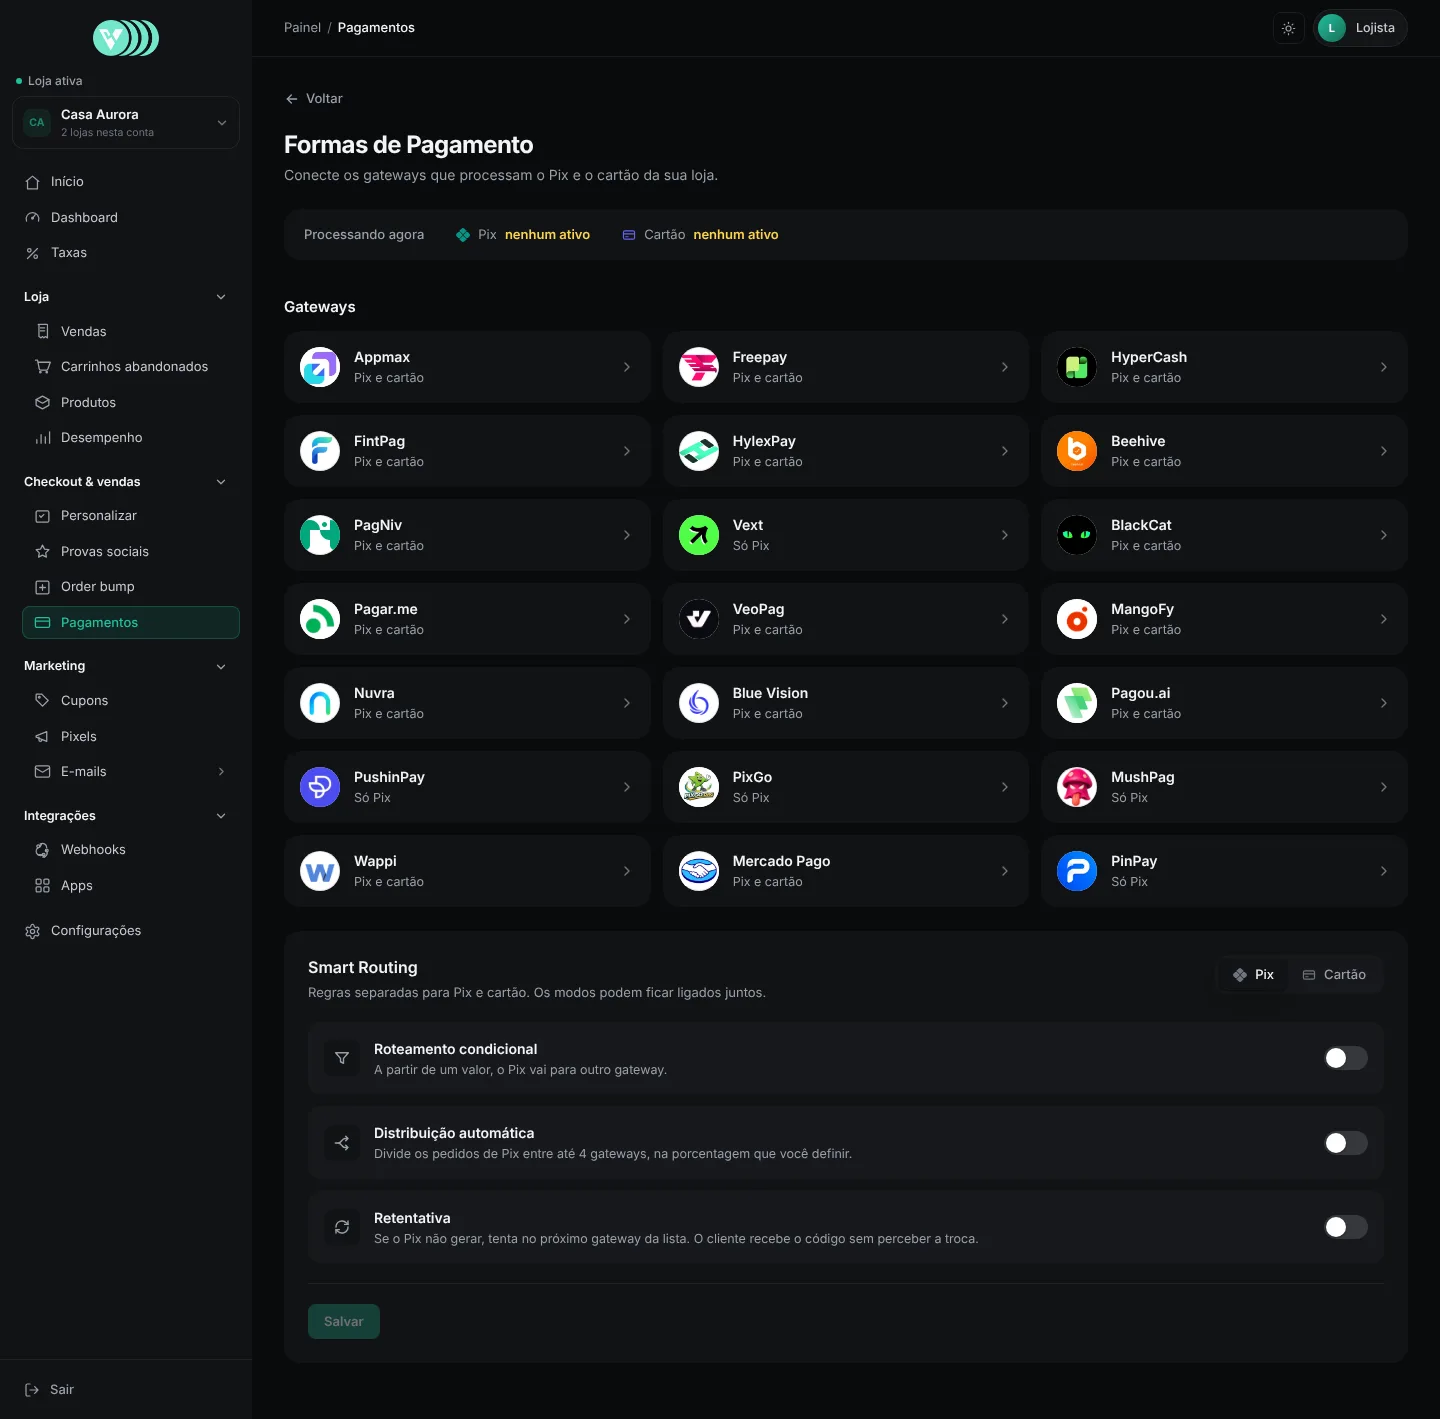 Loja ativa
CA
Casa Aurora
2 lojas nesta conta
Início
Dashboard
Taxas
Loja
Vendas
Carrinhos abandonados
Produtos
Desempenho
Checkout & vendas
Personalizar
Provas sociais
Order bump
Pagamentos
Marketing
Cupons
Pixels
E-mails
Integrações
Webhooks
Apps
Configurações
Sair
Painel / Pagamentos
L Lojista
Voltar
Formas de Pagamento
Conecte os gateways que processam o Pix e o cartão da sua loja.
Processando agora Pix nenhum ativo Cartão nenhum ativo
Gateways
Appmax
Pix e cartão
Freepay
Pix e cartão
HyperCash
Pix e cartão
FintPag
Pix e cartão
HylexPay
Pix e cartão
Beehive
Pix e cartão
PagNiv
Pix e cartão
Vext
Só Pix
BlackCat
Pix e cartão
Pagar.me
Pix e cartão
VeoPag
Pix e cartão
MangoFy
Pix e cartão
Nuvra
Pix e cartão
Blue Vision
Pix e cartão
Pagou.ai
Pix e cartão
PushinPay
Só Pix
PixGo
Só Pix
MushPag
Só Pix
Wappi
Pix e cartão
Mercado Pago
Pix e cartão
PinPay
Só Pix
Smart Routing
Regras separadas para Pix e cartão. Os modos podem ficar ligados juntos.
Pix Cartão
Roteamento condicional
A partir de um valor, o Pix vai para outro gateway.
Distribuição automática
Divide os pedidos de Pix entre até 4 gateways, na porcentagem que você definir.
Retentativa
Se o Pix não gerar, tenta no próximo gateway da lista. O cliente recebe o código sem perceber a troca.
Salvar